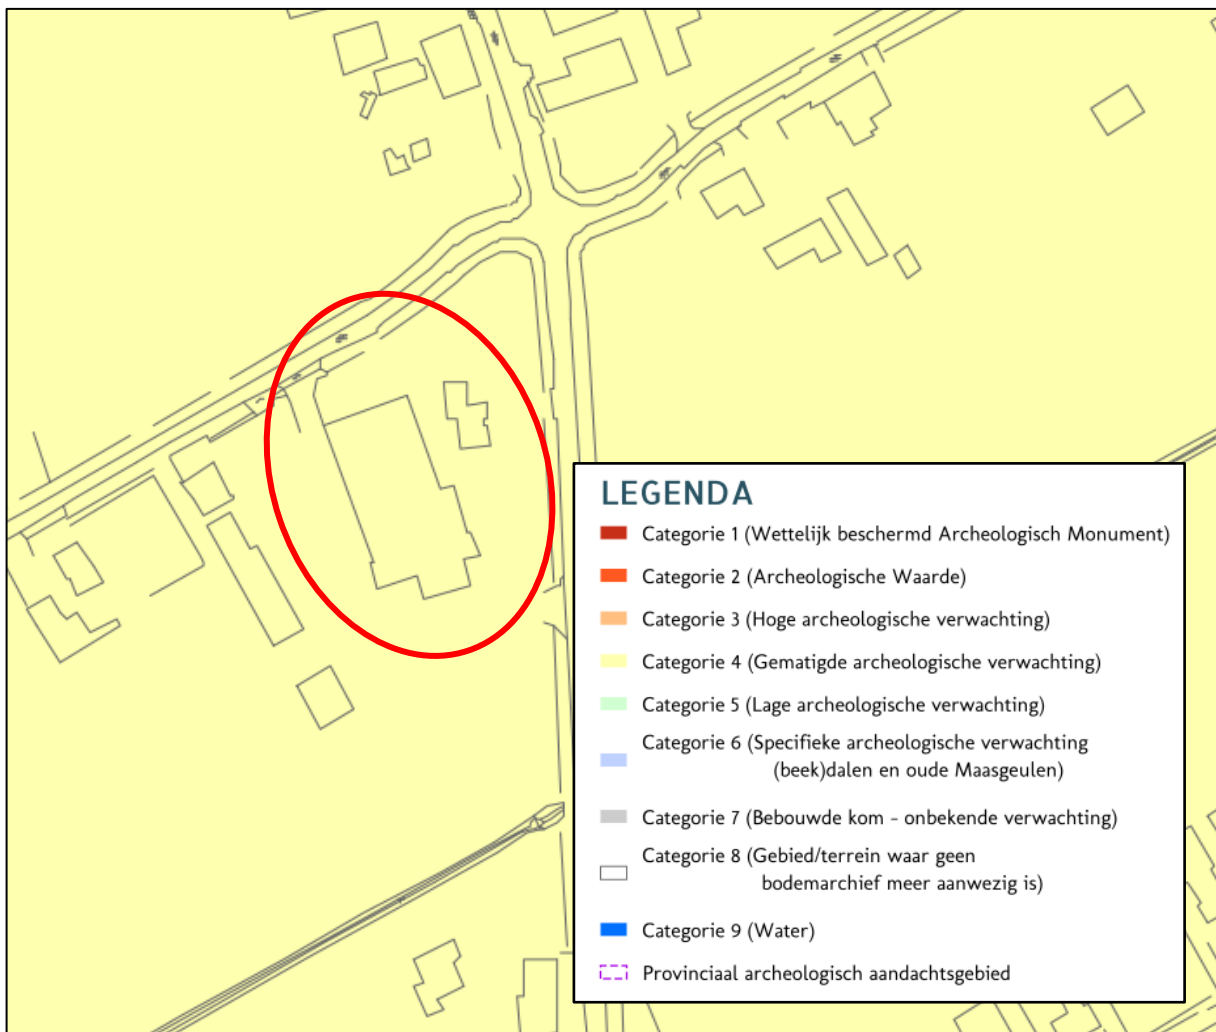 LEGENDA
Categorie 1 (Wettelijk beschermd Archeologisch Monument)
Categorie 2 (Archeologische Waarde)
Categorie 3 (Hoge archeologische verwachting)
Categorie 4 (Gematigde archeologische verwachting)
Categorie 5 (Lage archeologische verwachting)
Categorie 6 (Specifieke archeologische verwachting
(beek)dalen en oude Maasgeulen)
Categorie 7 (Bebouwde kom - onbekende verwachting)
Categorie 8 (Gebied/terrein waar geen
bodemarchief meer aanwezig is)
Categorie 9 (Water)
Provinciaal archeologisch aandachtsgebied